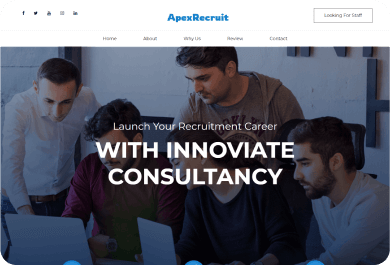 ApexRecruit
Looking For Staff
Home About Why Us Review Contact
Launch Your Recruitment Career
WITH INNOVIATE
CONSULTANCY